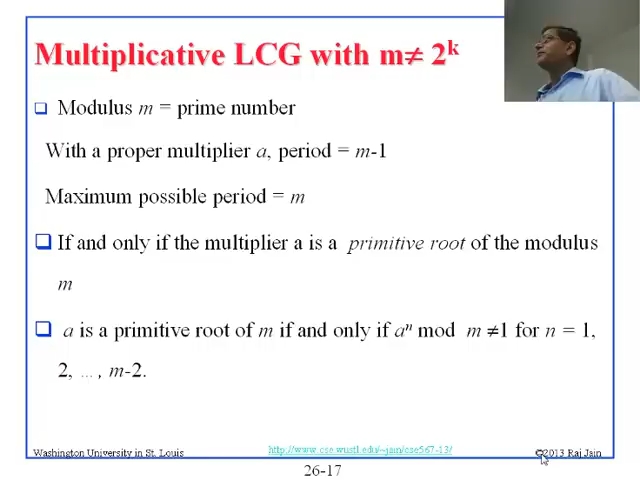 Multiplicative LCG with m≠ 2^k
❑ Modulus m = prime number
With a proper multiplier a, period = m-1
Maximum possible period = m
❑ If and only if the multiplier a is a primitive root of the modulus
m
❑ a is a primitive root of m if and only if a^n mod m ≠1 for n = 1,
2, …, m-2.
Washington University in St. Louis
http://www.cse.wustl.edu/~jain/cse567-13/
©2013 Raj Jain
26-17